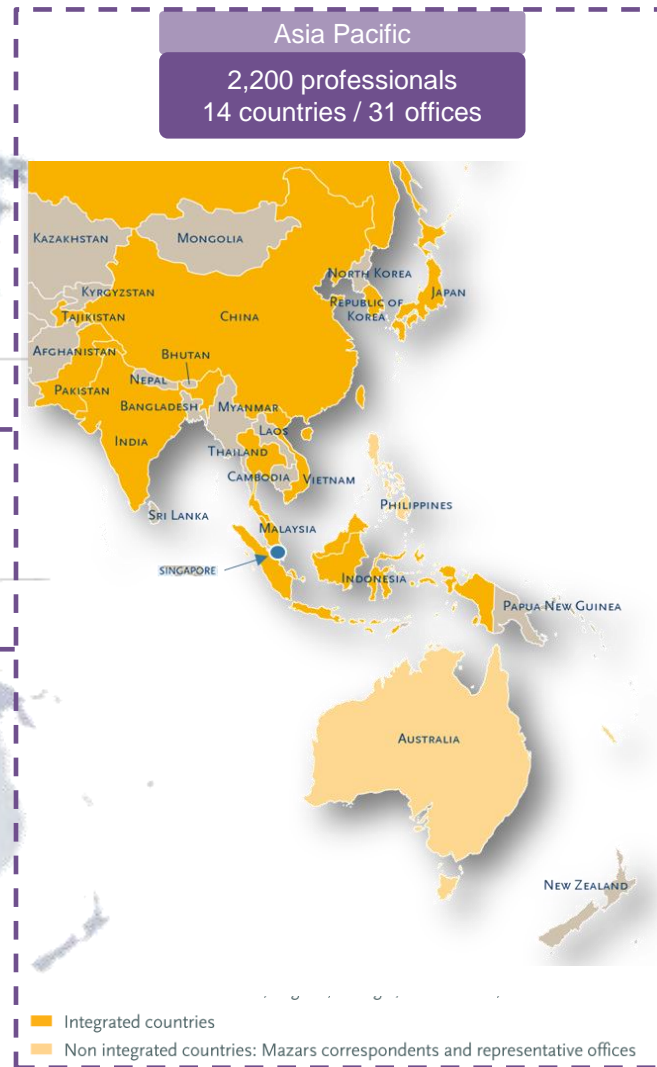 Asia Pacific
2,200 professionals
14 countries / 31 offices
KAZAKHSTAN
MONGOLIA
KYRGYZSTAN
NORTH KOREA
JAPAN
REPUBLIC OF
KOREA
TAJIKISTAN
CHINA
AFGHANISTAN
BHUTAN
NEPAL
PAKISTAN
BANGLADESH
MYANMAR
INDIA
LAOS
THAILAND
CAMBODIA
VIETNAM
PHILIPPINES
SRI LANKA
MALAYSIA
SINGAPORE
INDONESIA
PAPUA NEW GUINEA
AUSTRALIA
NEW ZEALAND
Integrated countries
Non integrated countries: Mazars correspondents and representative offices